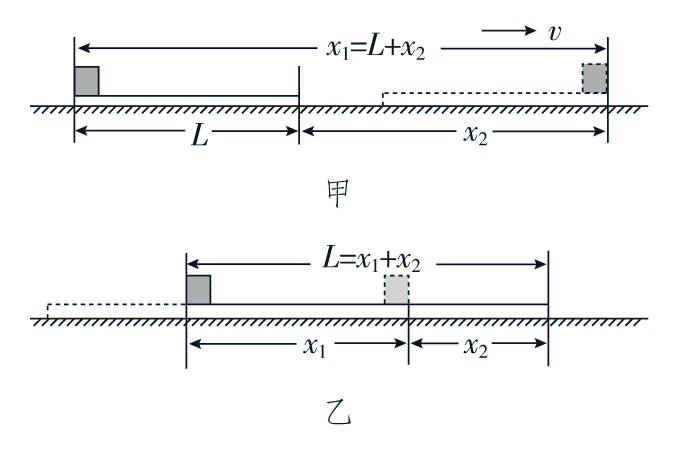 x₁=L+x₂
v
L
x₂
甲
L=x₁+x₂
x₁
x₂
乙